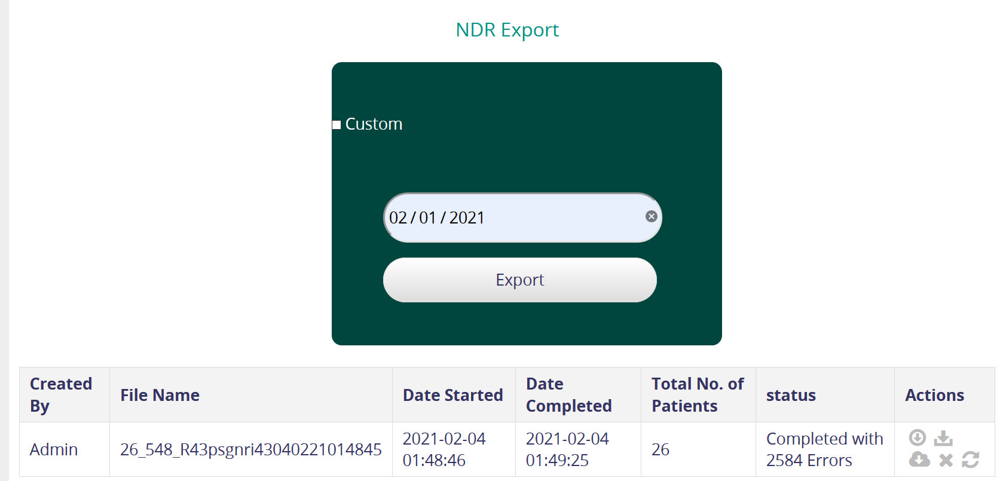 NDR Export
Custom
02/01/2021
Export
Created By
File Name
Date Started
Date Completed
Total No. of Patients
status
Actions
Admin
26_548_R43psgnri43040221014845
2021-02-04 01:48:46
2021-02-04 01:49:25
26
Completed with 2584 Errors